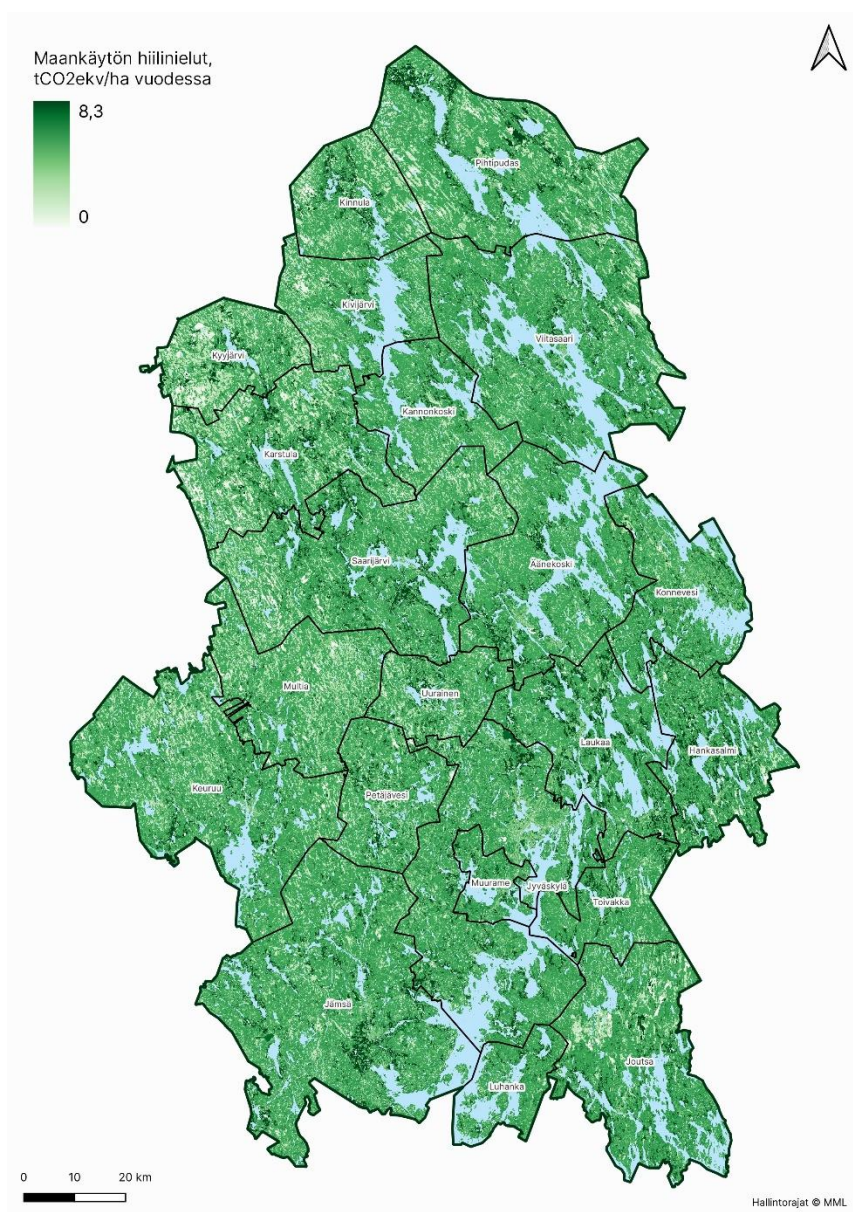 Maankäytön hiilinielut,
tCO2ekv/ha vuodessa
8,3
0
Pihtipudas
Kinnula
Kivijärvi
Viitasaari
Kyyjärvi
Kannonkoski
Karstula
Saarijärvi
Äänekoski
Konnevesi
Multia
Uurainen
Laukaa
Hankasalmi
Keuruu
Petäjävesi
Muurame
Jyväskylä
Toivakka
Jämsä
Joutsa
Luhanka
0 10 20 km
Hallintorajat © MML